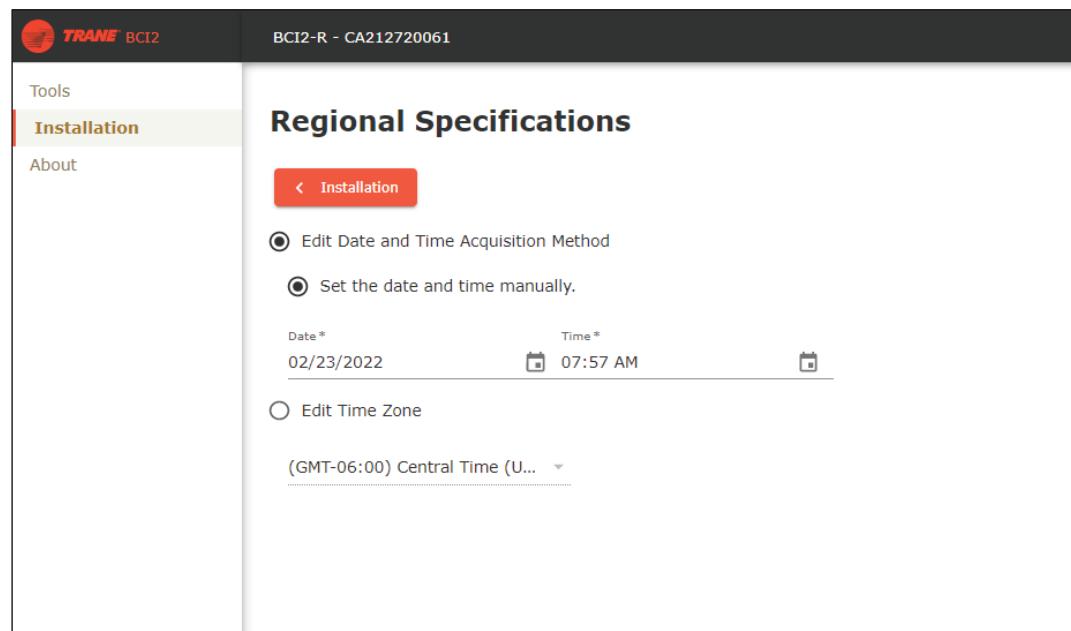 TRANE BCI2
BCI2-R - CA212720061
Tools
Installation
About
Regional Specifications
Installation
Edit Date and Time Acquisition Method
Set the date and time manually.
Date *
Time *
02/23/2022
07:57 AM
Edit Time Zone
(GMT-06:00) Central Time (U...